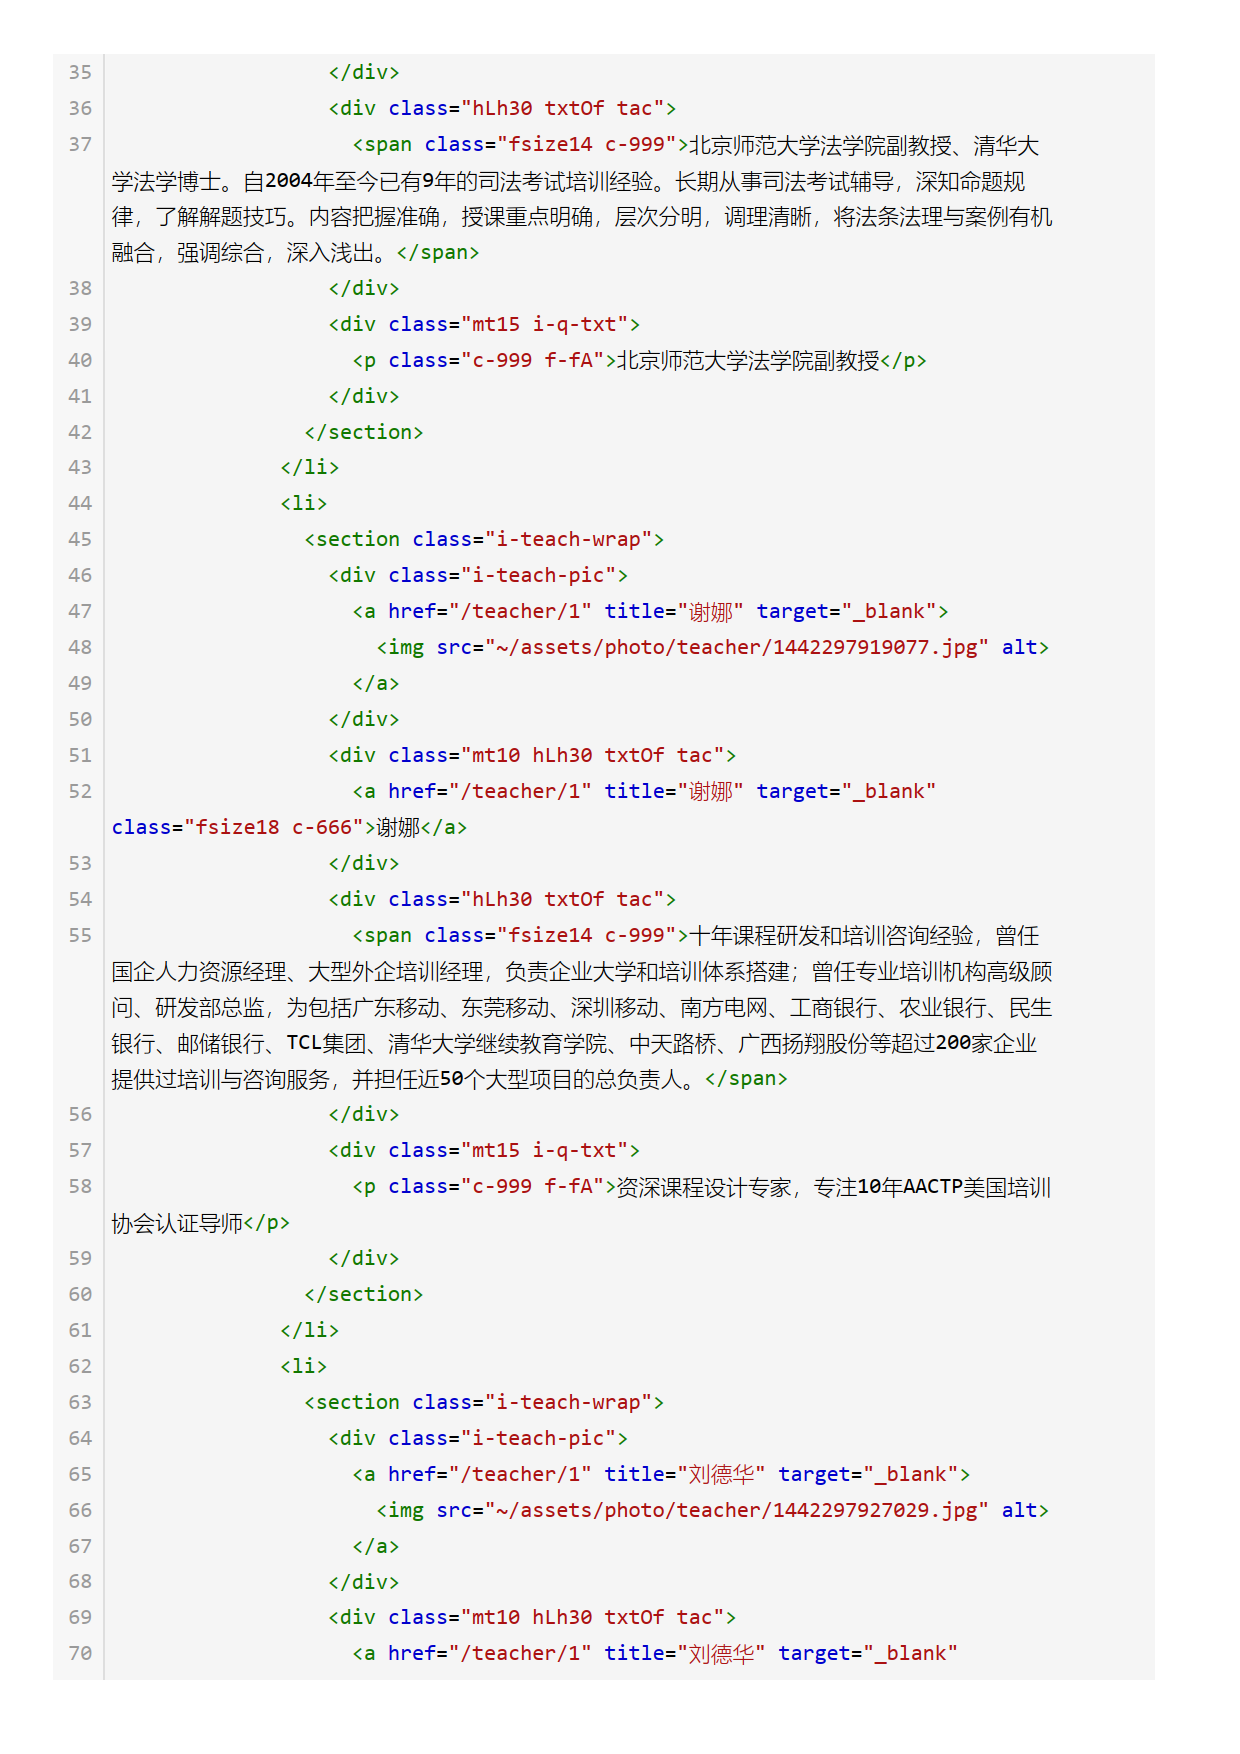 35 </div>
36 <div class="hLh30 txtOf tac">
37 <span class="fsize14 c-999">北京师范大学法学院副教授、清华大
学法学博士。自2004年至今已有9年的司法考试培训经验。长期从事司法考试辅导，深知命题规
律，了解解题技巧。内容把握准确，授课重点明确，层次分明，调理清晰，将法条法理与案例有机
融合，强调综合，深入浅出。</span>
38 </div>
39 <div class="mt15 i-q-txt">
40 <p class="c-999 f-fA">北京师范大学法学院副教授</p>
41 </div>
42 </section>
43 </li>
44 <li>
45 <section class="i-teach-wrap">
46 <div class="i-teach-pic">
47 <a href="/teacher/1" title="谢娜" target="_blank">
48 <img src="~/assets/photo/teacher/1442297919077.jpg" alt>
49 </a>
50 </div>
51 <div class="mt10 hLh30 txtOf tac">
52 <a href="/teacher/1" title="谢娜" target="_blank"
class="fsize18 c-666">谢娜</a>
53 </div>
54 <div class="hLh30 txtOf tac">
55 <span class="fsize14 c-999">十年课程研发和培训咨询经验，曾任
国企人力资源经理、大型外企培训经理，负责企业大学和培训体系搭建；曾任专业培训机构高级顾
问、研发部总监，为包括广东移动、东莞移动、深圳移动、南方电网、工商银行、农业银行、民生
银行、邮储银行、TCL集团、清华大学继续教育学院、中天路桥、广西扬翔股份等超过200家企业
提供过培训与咨询服务，并担任近50个大型项目的总负责人。</span>
56 </div>
57 <div class="mt15 i-q-txt">
58 <p class="c-999 f-fA">资深课程设计专家，专注10年AACTP美国培训
协会认证导师</p>
59 </div>
60 </section>
61 </li>
62 <li>
63 <section class="i-teach-wrap">
64 <div class="i-teach-pic">
65 <a href="/teacher/1" title="刘德华" target="_blank">
66 <img src="~/assets/photo/teacher/1442297927029.jpg" alt>
67 </a>
68 </div>
69 <div class="mt10 hLh30 txtOf tac">
70 <a href="/teacher/1" title="刘德华" target="_blank"